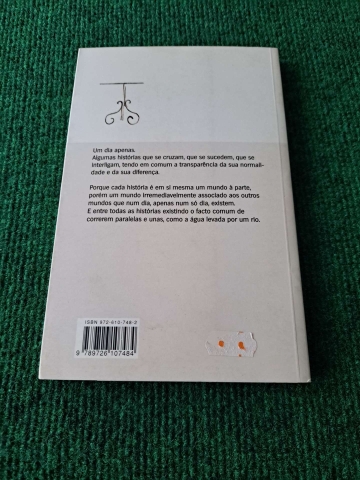 Um dia apenas.
Algumas histórias que se cruzam, que se sucedem, que se
interligam, tendo em comum a transparência da sua normali-
dade e da sua diferença.
Porque cada história é em si mesma um mundo à parte,
porém um mundo irremediavelmente associado aos outros
mundos que num dia, apenas num só dia, existem.
E entre todas as histórias existindo o facto comum de
correrem paralelas e unas, como a água levada por um rio.
ISBN 972-610-748-2
9 789726 107484